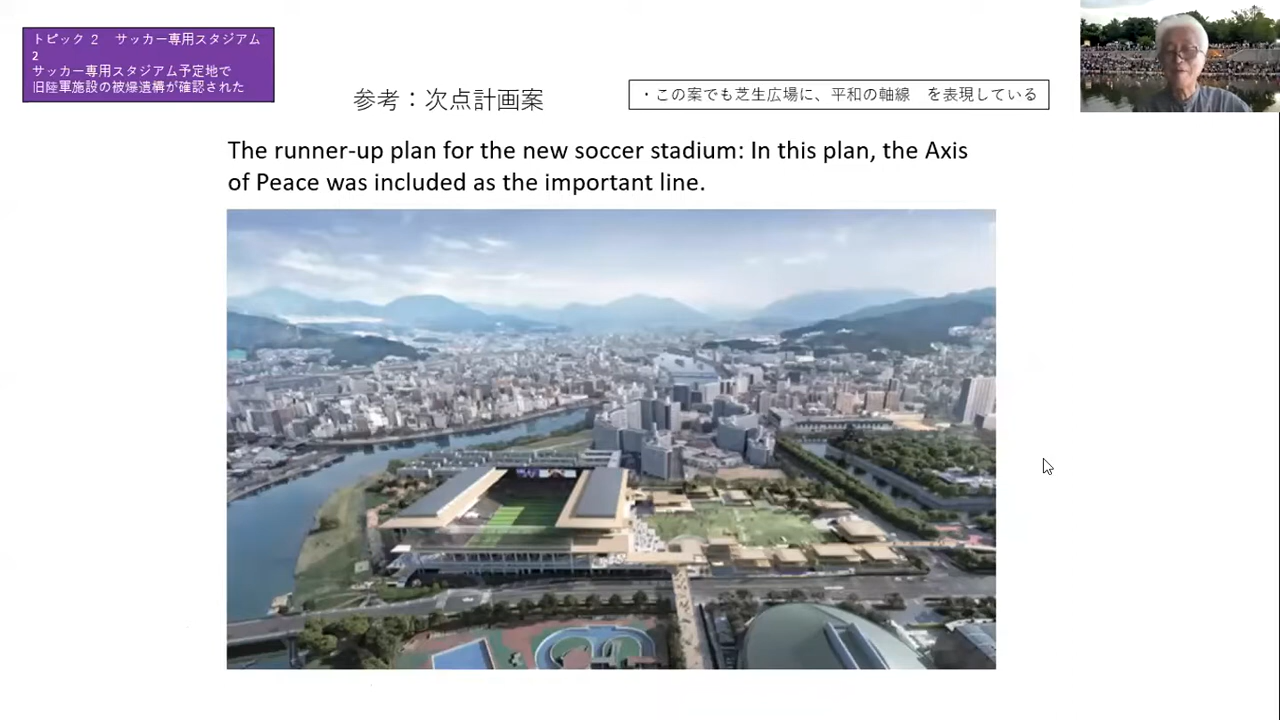 トピック 2　サッカー専用スタジアム
2
サッカー専用スタジアム予定地で
旧陸軍施設の被爆遺構が確認された
参考：次点計画案
・この案でも芝生広場に、平和の軸線　を表現している
The runner-up plan for the new soccer stadium: In this plan, the Axis
of Peace was included as the important line.